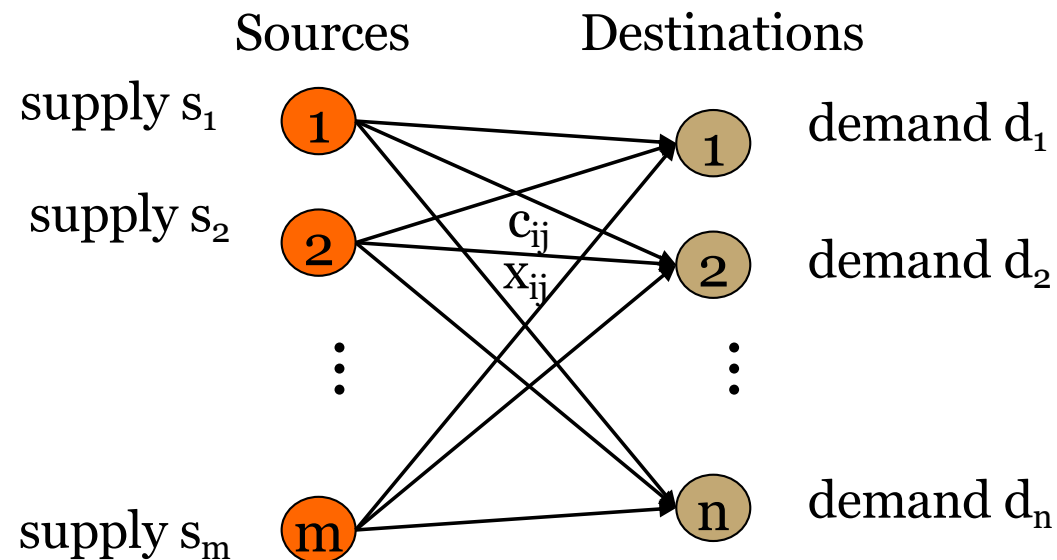 Sources Destinations
supply s₁ 1 1 demand d₁
supply s₂ 2 cᵢⱼ 2 demand d₂
xᵢⱼ
⋮ ⋮
supply sₘ m n demand dₙ